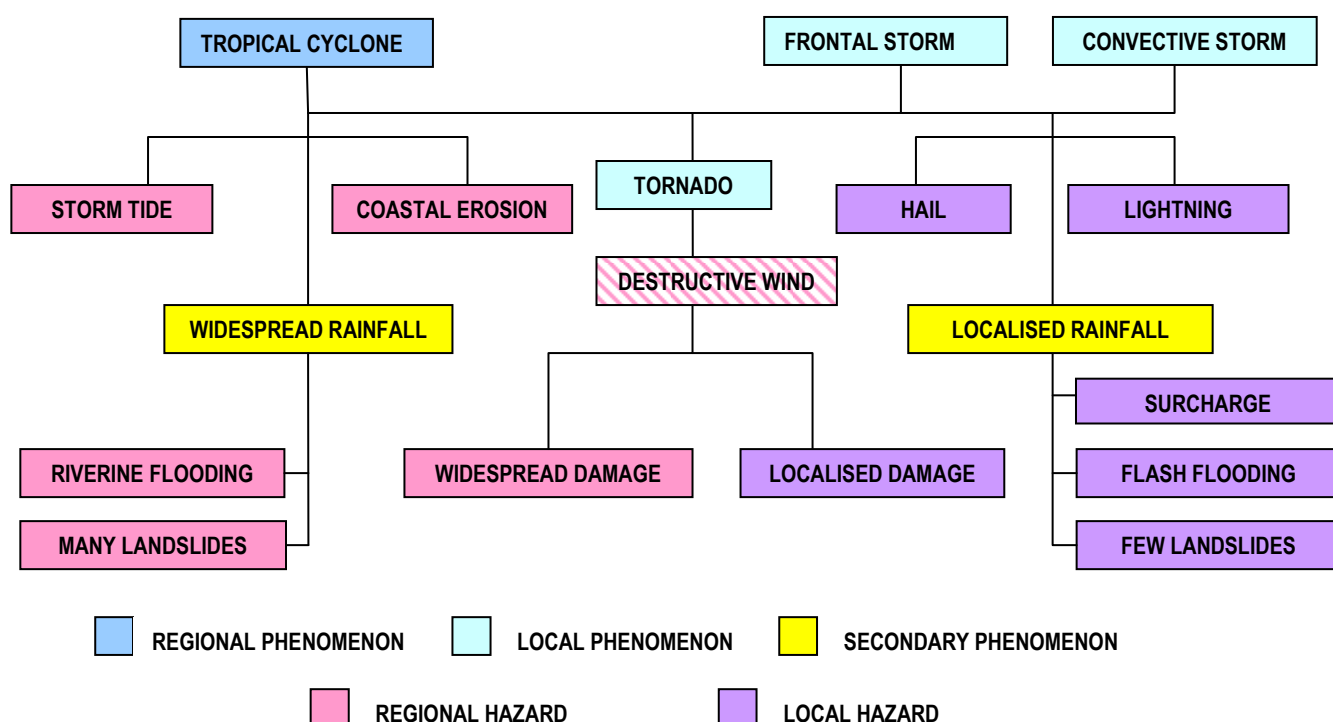 TROPICAL CYCLONE
FRONTAL STORM
CONVECTIVE STORM
STORM TIDE
COASTAL EROSION
TORNADO
HAIL
LIGHTNING
DESTRUCTIVE WIND
WIDESPREAD RAINFALL
LOCALISED RAINFALL
SURCHARGE
RIVERINE FLOODING
WIDESPREAD DAMAGE
LOCALISED DAMAGE
FLASH FLOODING
MANY LANDSLIDES
FEW LANDSLIDES
REGIONAL PHENOMENON
LOCAL PHENOMENON
SECONDARY PHENOMENON
REGIONAL HAZARD
LOCAL HAZARD